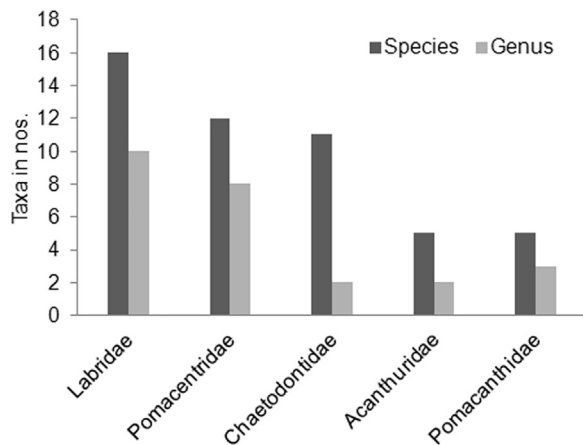 18
16
14
12
10
8
6
4
2
0
Taxa in nos.
Species Genus
Labridae
Pomacentridae
Chaetodontidae
Acanthuridae
Pomacanthidae